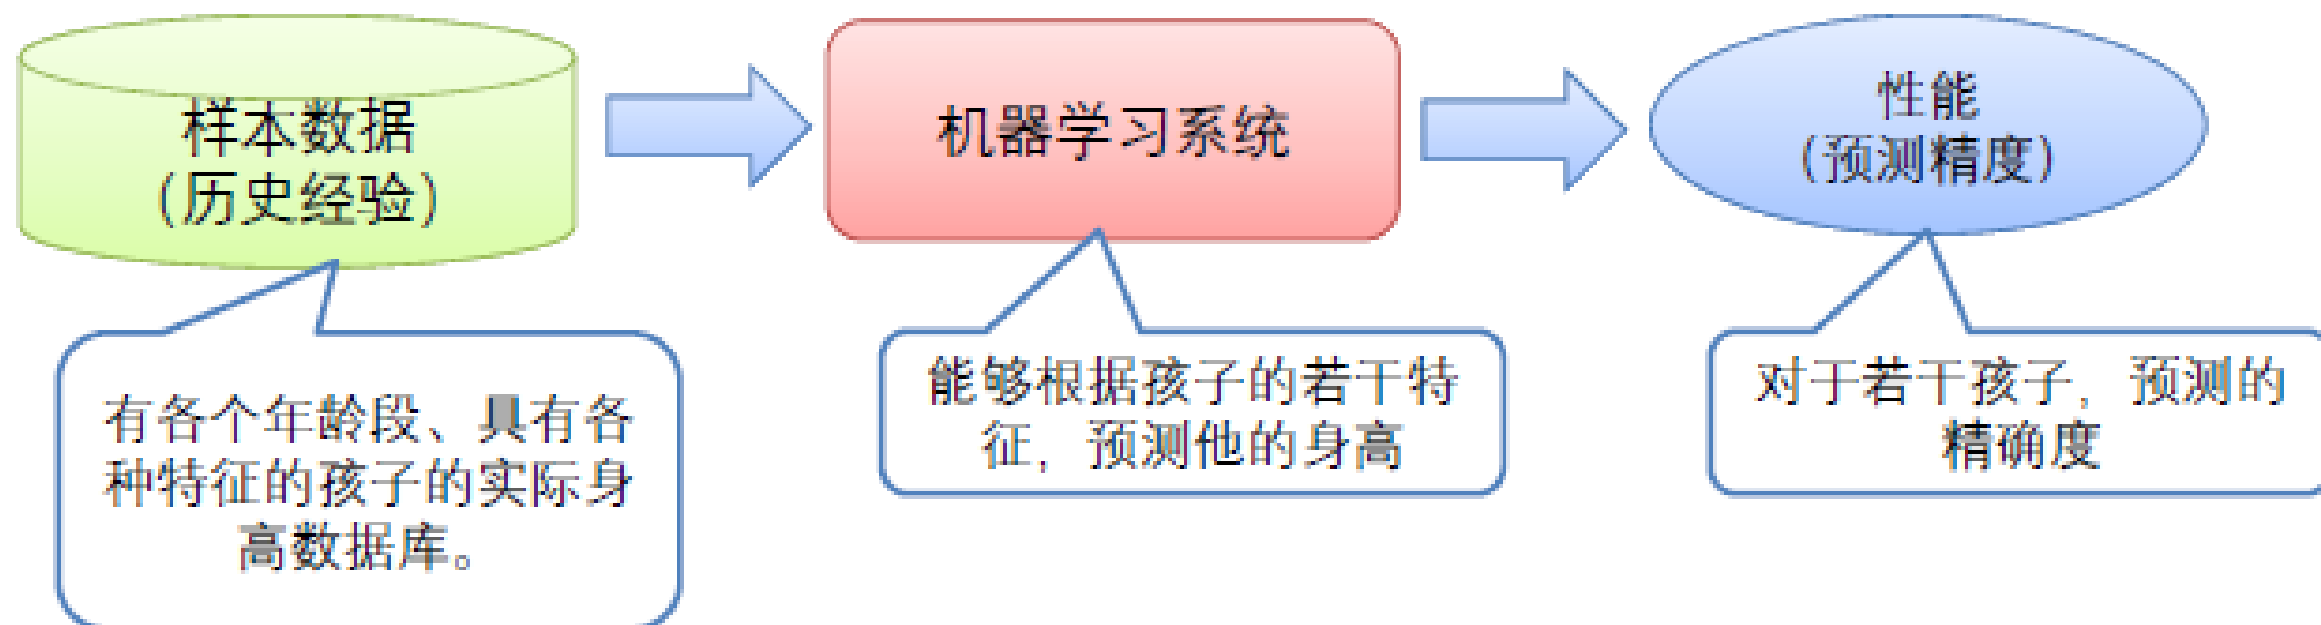 样本数据
（历史经验）
机器学习系统
性能
（预测精度）
有各个年龄段、具有各
种特征的孩子的实际身
高数据库。
能够根据孩子的若干特
征，预测他的身高
对于若干孩子，预测的
精确度